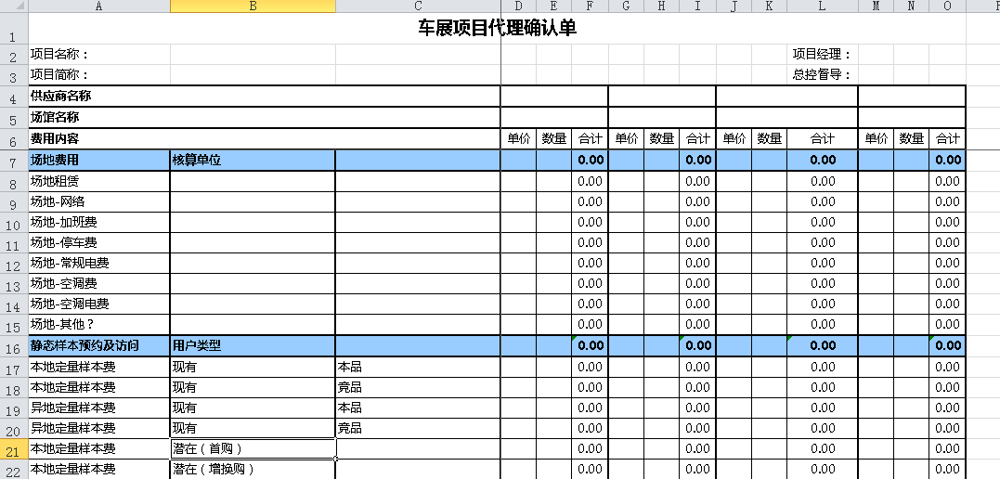 A B C D E F G H I J K L M N O
1 车展项目代理确认单
2 项目名称： 项目经理：
3 项目简称： 总控督导：
4 供应商名称
5 场馆名称
6 费用内容 单价 数量 合计 单价 数量 合计 单价 数量 合计 单价 数量 合计
7 场地费用 核算单位 0.00 0.00 0.00 0.00
8 场地租赁 0.00 0.00 0.00 0.00
9 场地-网络 0.00 0.00 0.00 0.00
10 场地-加班费 0.00 0.00 0.00 0.00
11 场地-停车费 0.00 0.00 0.00 0.00
12 场地-常规电费 0.00 0.00 0.00 0.00
13 场地-空调费 0.00 0.00 0.00 0.00
14 场地-空调电费 0.00 0.00 0.00 0.00
15 场地-其他？ 0.00 0.00 0.00 0.00
16 静态样本预约及访问 用户类型 0.00 0.00 0.00 0.00
17 本地定量样本费 现有 本品 0.00 0.00 0.00 0.00
18 本地定量样本费 现有 竞品 0.00 0.00 0.00 0.00
19 异地定量样本费 现有 本品 0.00 0.00 0.00 0.00
20 异地定量样本费 现有 竞品 0.00 0.00 0.00 0.00
21 本地定量样本费 潜在（首购） 0.00 0.00 0.00 0.00
22 本地定量样本费 潜在（增换购） 0.00 0.00 0.00 0.00